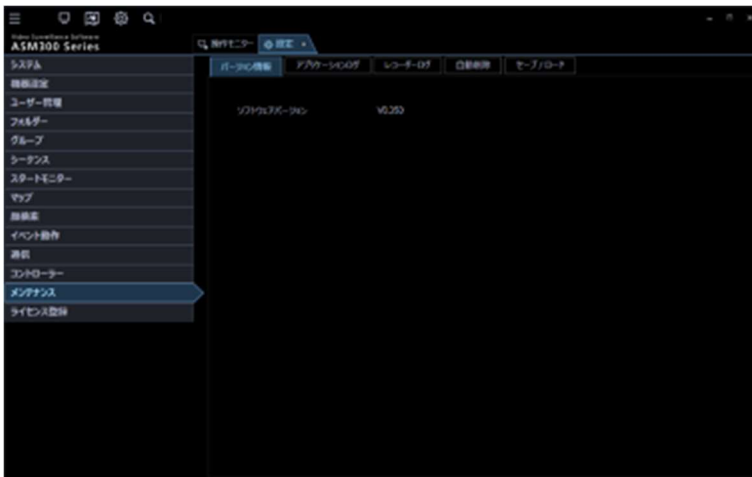 Video Surveillance Software
ASM300 Series
操作モニター
設定
システム
機器設定
ユーザー管理
フォルダー
グループ
シーケンス
スタートモニター
マップ
顔検索
イベント動作
通信
コントローラー
メンテナンス
ライセンス登録
バージョン情報
アプリケーションログ
レコーダーログ
自動削除
セーブ/ロード
ソフトウェアバージョン